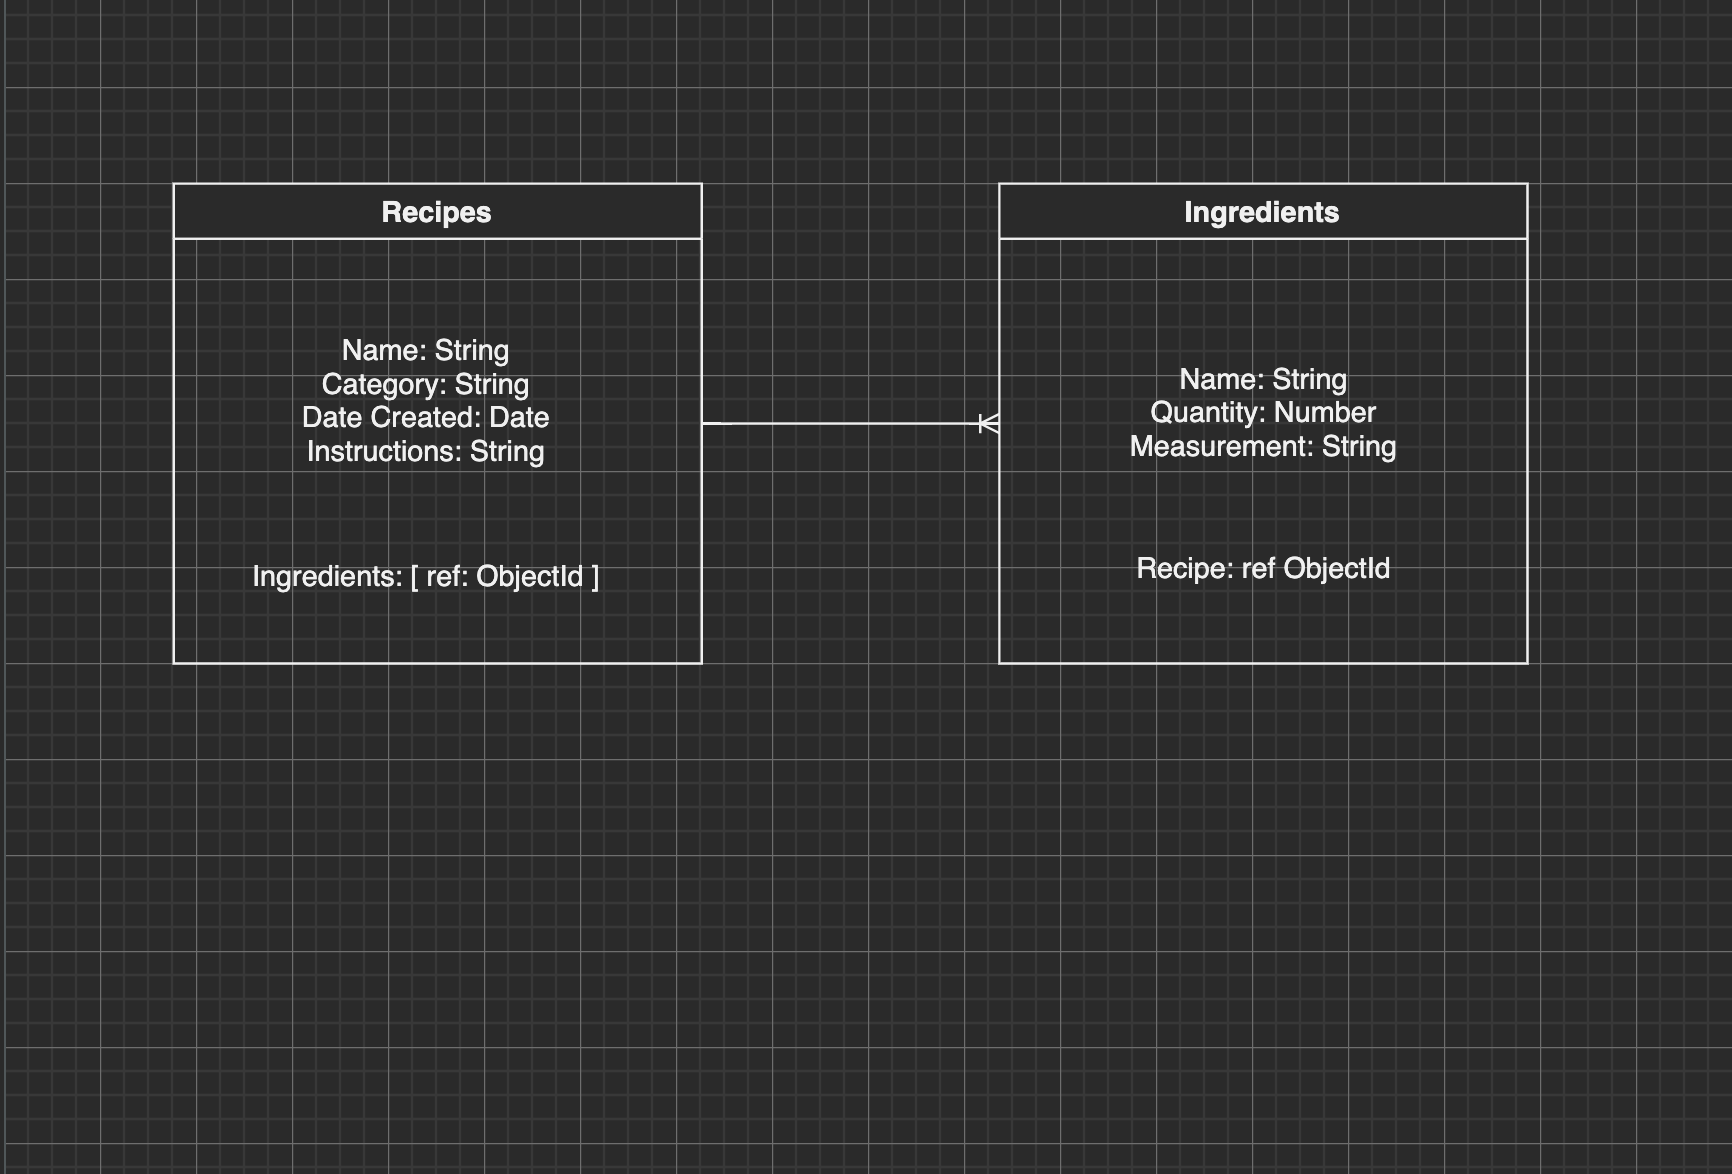 Recipes
Name: String
Category: String
Date Created: Date
Instructions: String
Ingredients: [ ref: ObjectId ]
Ingredients
Name: String
Quantity: Number
Measurement: String
Recipe: ref ObjectId